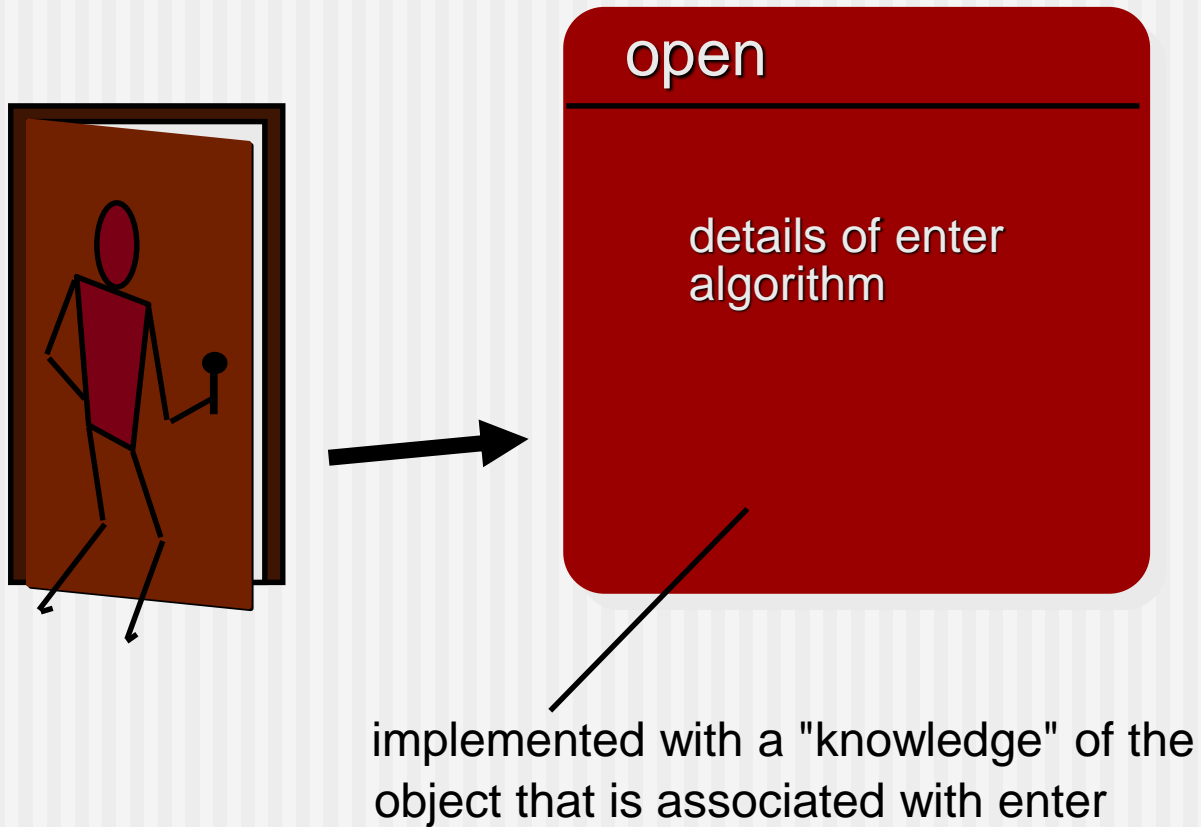 open
details of enter
algorithm
implemented with a "knowledge" of the
object that is associated with enter